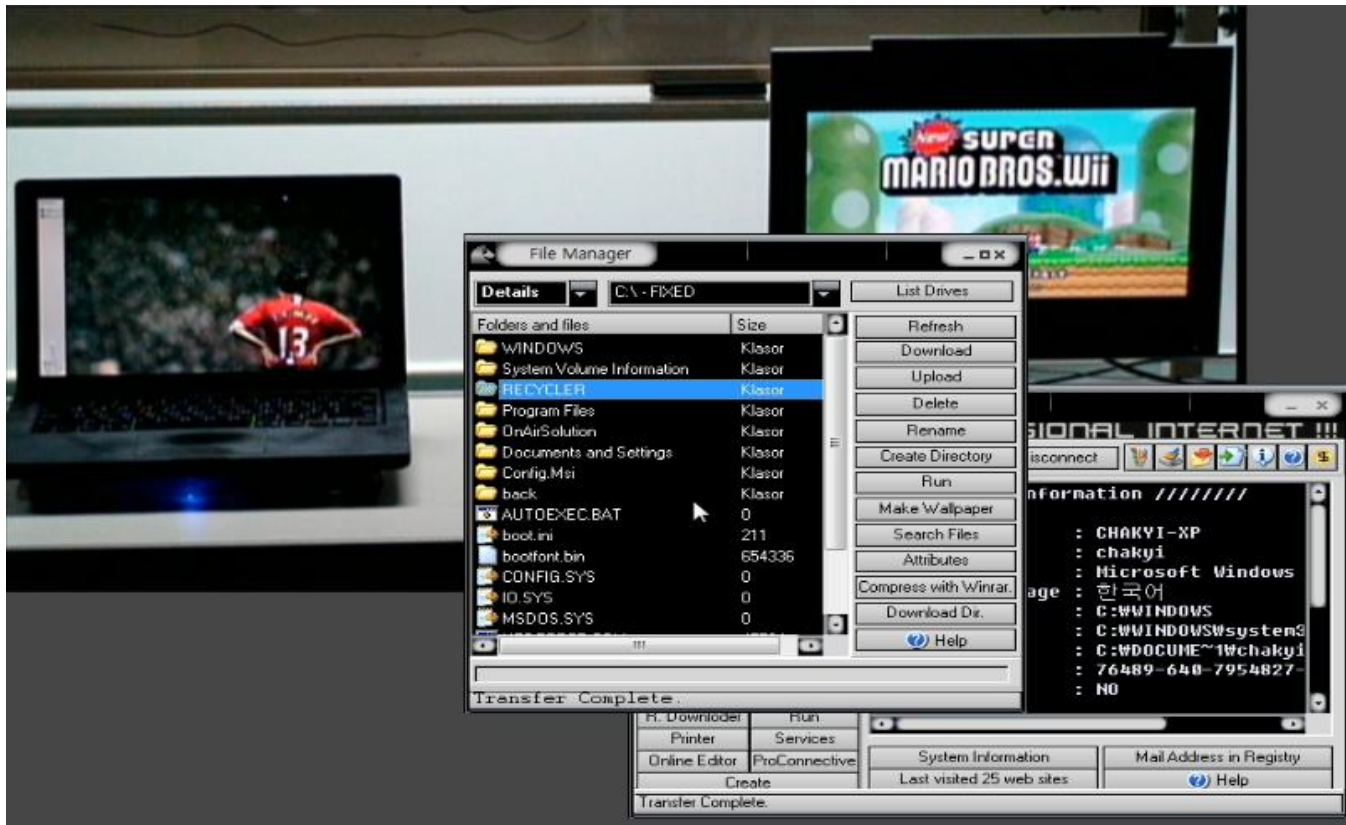 New
SUPER
MARIO BROS.Wii
13
File Manager
Details
C:\ - FIXED
List Drives
Folders and files
Size
WINDOWS
Klasor
System Volume Information
Klasor
RECYCLER
Klasor
Program Files
Klasor
OnAirSolution
Klasor
Documents and Settings
Klasor
Config.Msi
Klasor
back
Klasor
AUTOEXEC.BAT
0
boot.ini
211
bootfont.bin
654336
CONFIG.SYS
0
IO.SYS
0
MSDOS.SYS
0
Refresh
Download
Upload
Delete
Rename
Create Directory
Run
Make Wallpaper
Search Files
Attributes
Compress with Winrar.
Download Dir.
Help
Transfer Complete.
SIONAL INTERNET !!!
isconnect
nformation ////////
: CHAKYI-XP
: chakyi
: Microsoft Windows
age : 한국어
: C:₩WINDOWS
: C:₩WINDOWS₩system3
: C:₩DOCUME~1₩chakyi
: 76489-640-7954827-
: NO
R. Downloder
Run
Printer
Services
Online Editor
ProConnective
Create
System Information
Mail Address in Registry
Last visited 25 web sites
Help
Transfer Complete.